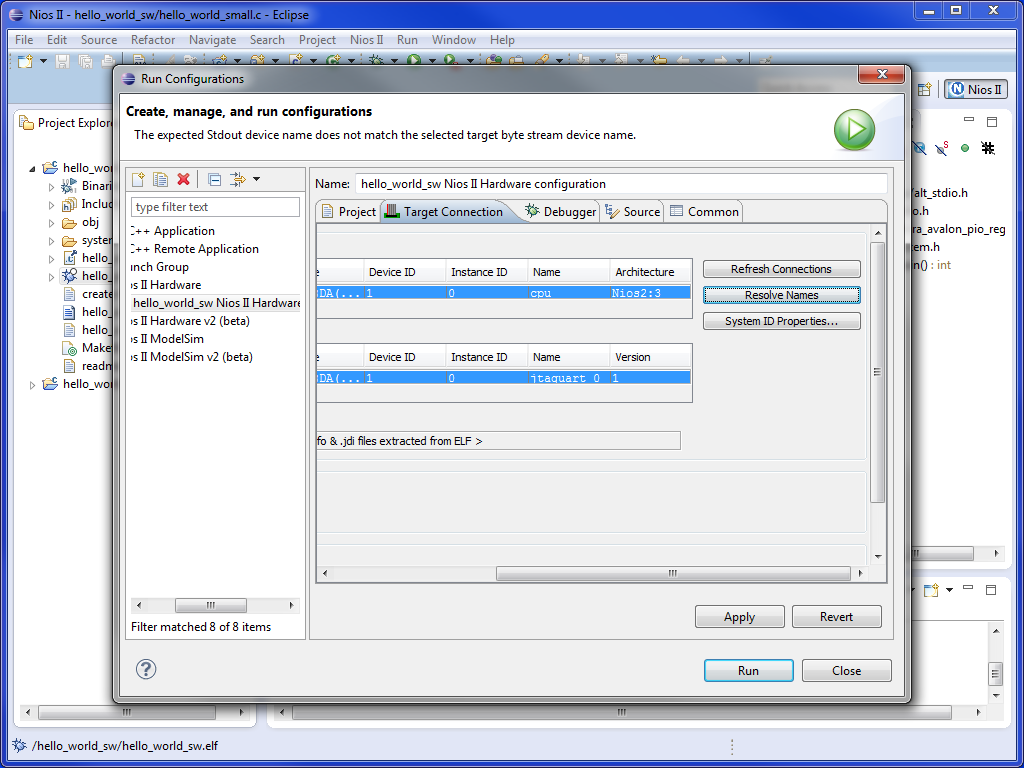 Nios II - hello_world_sw/hello_world_small.c - Eclipse
File Edit Source Refactor Navigate Search Project Nios II Run Window Help
Run Configurations
Nios II
Create, manage, and run configurations
The expected Stdout device name does not match the selected target byte stream device name.
Project Explore
hello_wor
Binari
Includ
obj
system
hello_
hello_
create
hello_
hello_
Make
readn
hello_wor
type filter text
C++ Application
C++ Remote Application
unch Group
os II Hardware
hello_world_sw Nios II Hardware
os II Hardware v2 (beta)
os II ModelSim
os II ModelSim v2 (beta)
Filter matched 8 of 8 items
Name: hello_world_sw Nios II Hardware configuration
Project Target Connection Debugger Source Common
e Device ID Instance ID Name Architecture
DA(... 1 0 cpu Nios2:3
Refresh Connections
Resolve Names
System ID Properties...
e Device ID Instance ID Name Version
DA(... 1 0 jtaguart_0 1
fo & .jdi files extracted from ELF >
Apply Revert
Run Close
alt_stdio.h
o.h
ra_avalon_pio_reg
em.h
n() : int
/hello_world_sw/hello_world_sw.elf